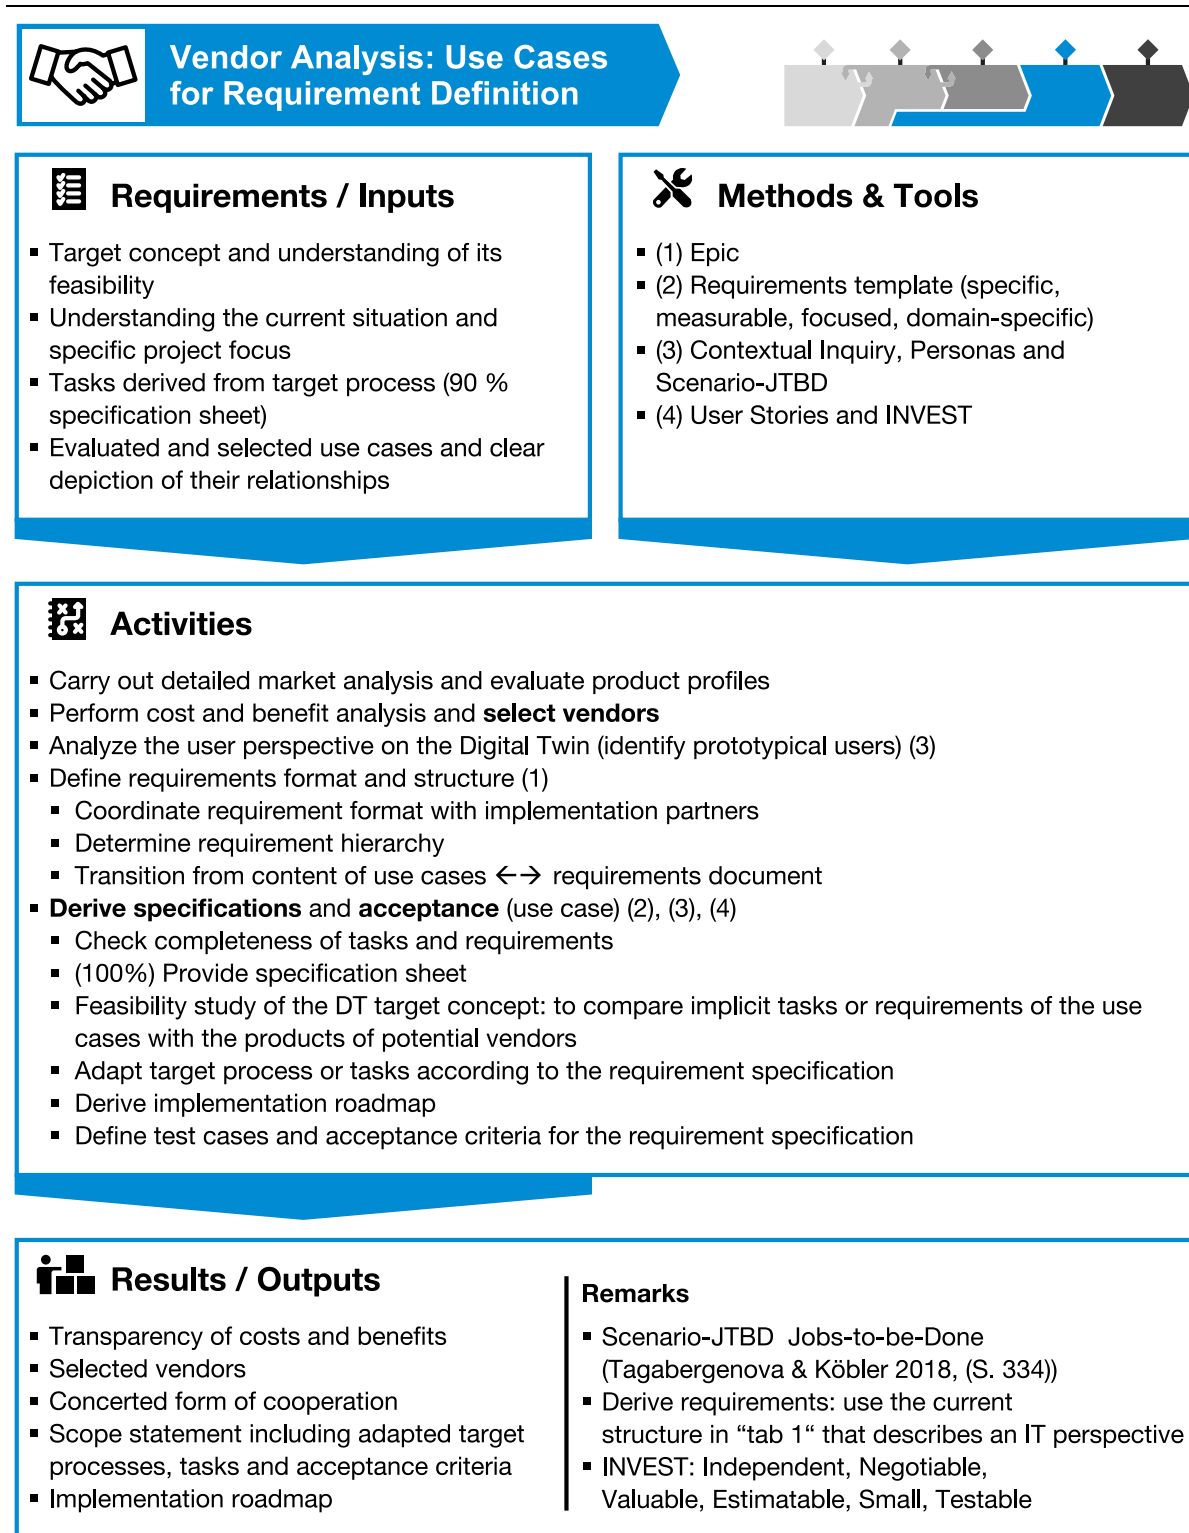 Vendor Analysis: Use Cases
for Requirement Definition
Requirements / Inputs
▪ Target concept and understanding of its
feasibility
▪ Understanding the current situation and
specific project focus
▪ Tasks derived from target process (90 %
specification sheet)
▪ Evaluated and selected use cases and clear
depiction of their relationships
Methods & Tools
▪ (1) Epic
▪ (2) Requirements template (specific,
measurable, focused, domain-specific)
▪ (3) Contextual Inquiry, Personas and
Scenario-JTBD
▪ (4) User Stories and INVEST
Activities
▪ Carry out detailed market analysis and evaluate product profiles
▪ Perform cost and benefit analysis and select vendors
▪ Analyze the user perspective on the Digital Twin (identify prototypical users) (3)
▪ Define requirements format and structure (1)
▪ Coordinate requirement format with implementation partners
▪ Determine requirement hierarchy
▪ Transition from content of use cases ←→ requirements document
▪ Derive specifications and acceptance (use case) (2), (3), (4)
▪ Check completeness of tasks and requirements
▪ (100%) Provide specification sheet
▪ Feasibility study of the DT target concept: to compare implicit tasks or requirements of the use
cases with the products of potential vendors
▪ Adapt target process or tasks according to the requirement specification
▪ Derive implementation roadmap
▪ Define test cases and acceptance criteria for the requirement specification
Results / Outputs
▪ Transparency of costs and benefits
▪ Selected vendors
▪ Concerted form of cooperation
▪ Scope statement including adapted target
processes, tasks and acceptance criteria
▪ Implementation roadmap
Remarks
▪ Scenario-JTBD Jobs-to-be-Done
(Tagabergenova & Köbler 2018, (S. 334))
▪ Derive requirements: use the current
structure in “tab 1“ that describes an IT perspective
▪ INVEST: Independent, Negotiable,
Valuable, Estimatable, Small, Testable